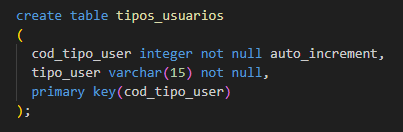 create table tipos_usuarios
(
  cod_tipo_user integer not null auto_increment,
  tipo_user varchar(15) not null,
  primary key(cod_tipo_user)
);